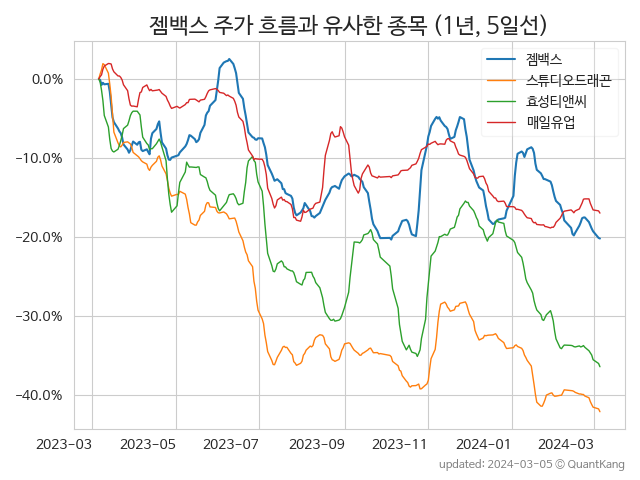 젬백스 주가 흐름과 유사한 종목 (1년, 5일선)
젬백스
스튜디오드래곤
효성티앤씨
매일유업
0.0%
−10.0%
−20.0%
−30.0%
−40.0%
2023-03 2023-05 2023-07 2023-09 2023-11 2024-01 2024-03
updated: 2024-03-05 © QuantKang